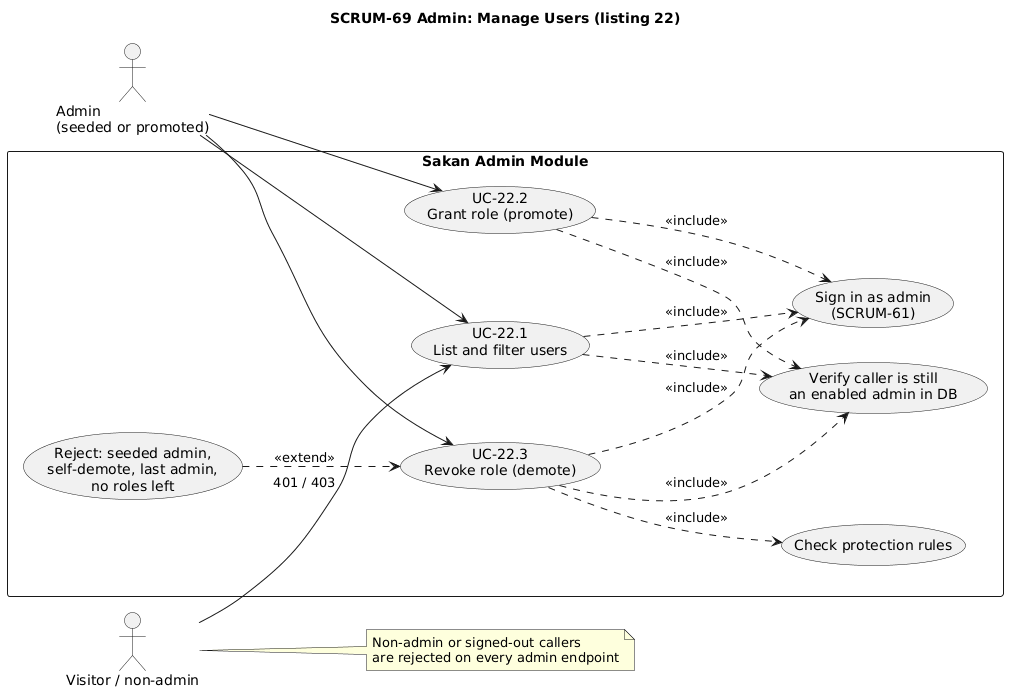 SCRUM-69 Admin: Manage Users (listing 22)
Admin
(seeded or promoted)
Sakan Admin Module
UC-22.2
Grant role (promote)
«include»
«include»
Sign in as admin
(SCRUM-61)
«include»
UC-22.1
List and filter users
«include»
Verify caller is still
an enabled admin in DB
«include»
Reject: seeded admin,
self-demote, last admin,
no roles left
«extend»
401 / 403
UC-22.3
Revoke role (demote)
«include»
«include»
Check protection rules
Visitor / non-admin
Non-admin or signed-out callers
are rejected on every admin endpoint